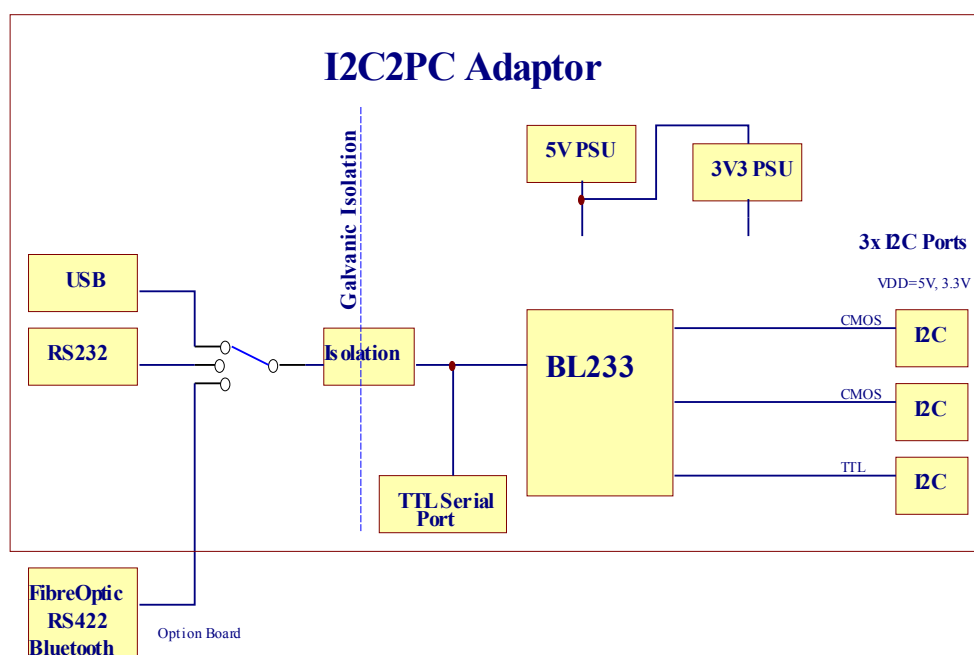 I2C2PC Adaptor
Galvanic Isolation
5V PSU
3V3 PSU
3x I2C Ports
VDD=5V, 3.3V
USB
RS232
Isolation
BL233
CMOS
I2C
CMOS
I2C
TTL
I2C
TTL Serial
Port
FibreOptic
RS422
Bluetooth
Option Board